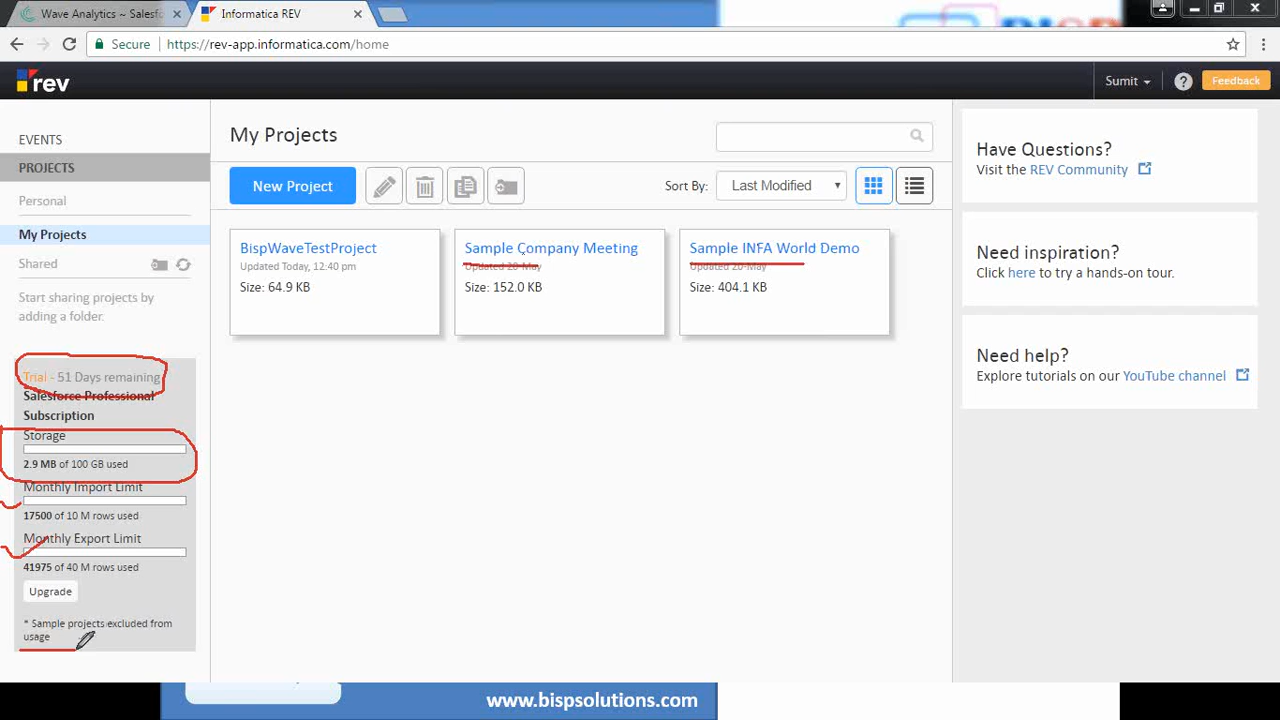 Wave Analytics ~ Salesfo
Informatica REV
Secure
https://rev-app.informatica.com/home
rev
Sumit
?
Feedback
EVENTS
PROJECTS
Personal
My Projects
Shared
Start sharing projects by
adding a folder.
Trial - 51 Days remaining
Salesforce Professional
Subscription
Storage
2.9 MB of 100 GB used
Monthly Import Limit
17500 of 10 M rows used
Monthly Export Limit
41975 of 40 M rows used
Upgrade
* Sample projects excluded from
usage
My Projects
New Project
Sort By:
Last Modified
BispWaveTestProject
Updated Today, 12:40 pm
Size: 64.9 KB
Sample Company Meeting
Updated 20-May
Size: 152.0 KB
Sample INFA World Demo
Updated 20-May
Size: 404.1 KB
Have Questions?
Visit the REV Community
Need inspiration?
Click here to try a hands-on tour.
Need help?
Explore tutorials on our YouTube channel
www.bispsolutions.com